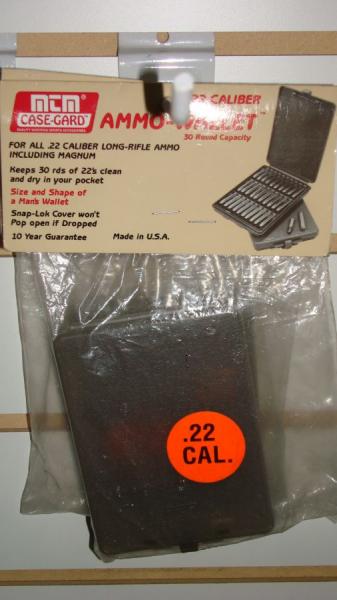 MTM
CASE-GARD
.22 CALIBER
AMMO-WALLET
30 Round Capacity
FOR ALL .22 CALIBER LONG-RIFLE AMMO
INCLUDING MAGNUM
Keeps 30 rds of 22's clean
and dry in your pocket
Size and Shape of
a Man's Wallet
Snap-Lok Cover won't
Pop open if Dropped
10 Year Guarantee Made in U.S.A.
.22
CAL.